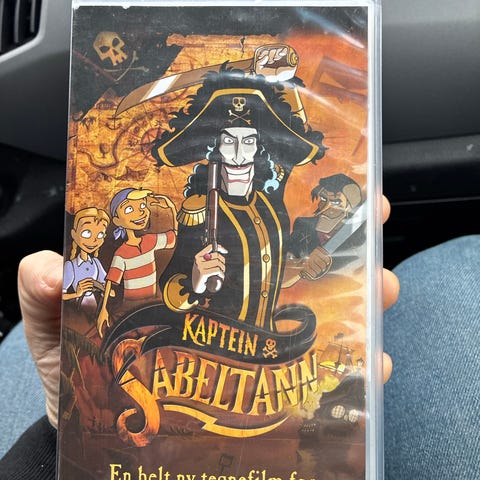 KAPTEIN
SABELTANN
En helt ny tegnefilm for